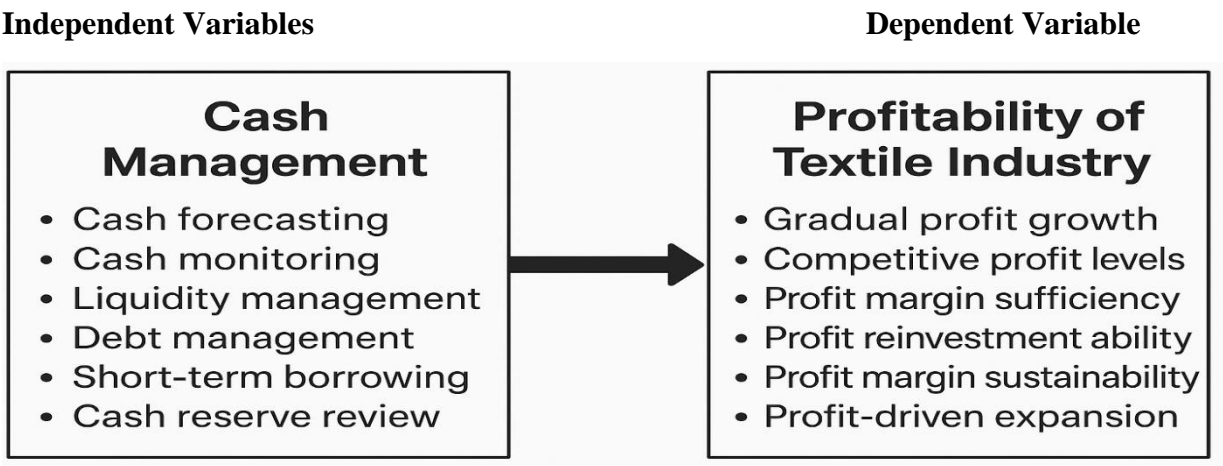 Independent Variables
Dependent Variable
Cash
Management
• Cash forecasting
• Cash monitoring
• Liquidity management
• Debt management
• Short-term borrowing
• Cash reserve review
Profitability of
Textile Industry
• Gradual profit growth
• Competitive profit levels
• Profit margin sufficiency
• Profit reinvestment ability
• Profit margin sustainability
• Profit-driven expansion